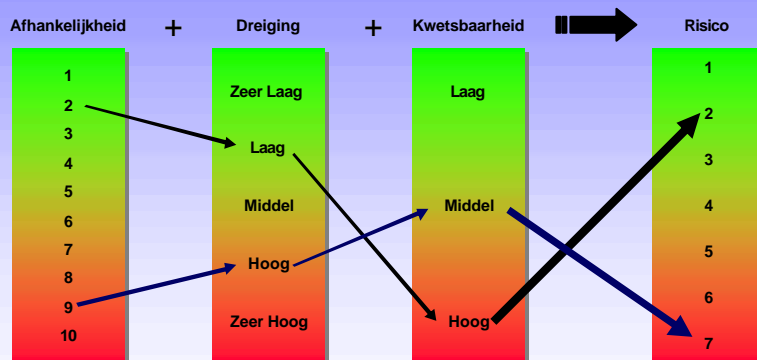 Afhankelijkheid + Dreiging + Kwetsbaarheid Risico
1
2
3
4
5
6
7
8
9
10
Zeer Laag
Laag
Middel
Hoog
Zeer Hoog
Laag
Middel
Hoog
1
2
3
4
5
6
7